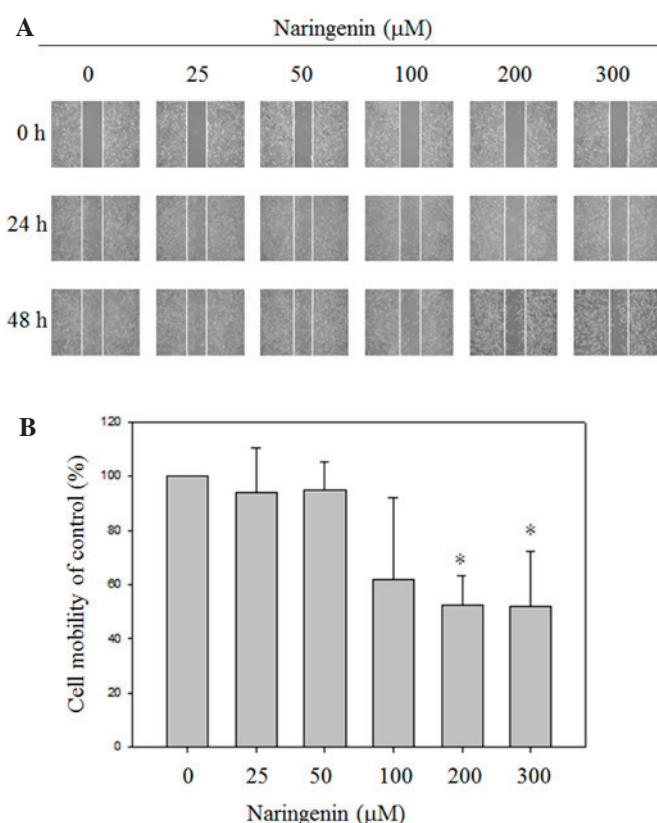 A
Naringenin (μM)
0 25 50 100 200 300
0 h
24 h
48 h
B
120
100
80
60
40
20
0
Cell mobility of control (%)
* *
0 25 50 100 200 300
Naringenin (μM)